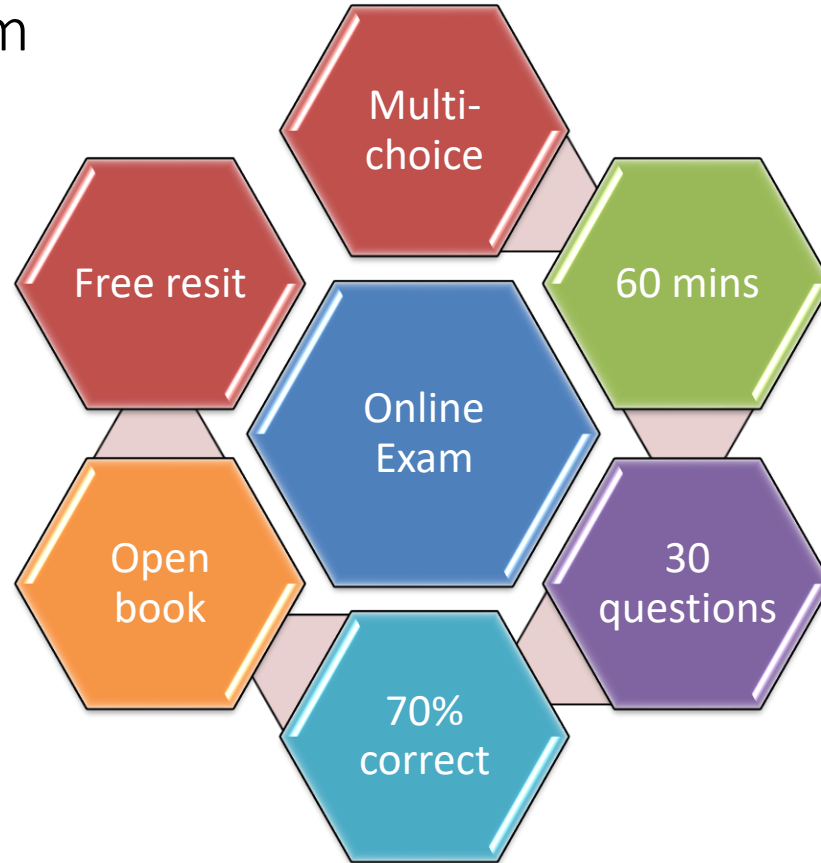 m
Multi-
choice
Free resit
60 mins
Online
Exam
Open
book
30
questions
70%
correct